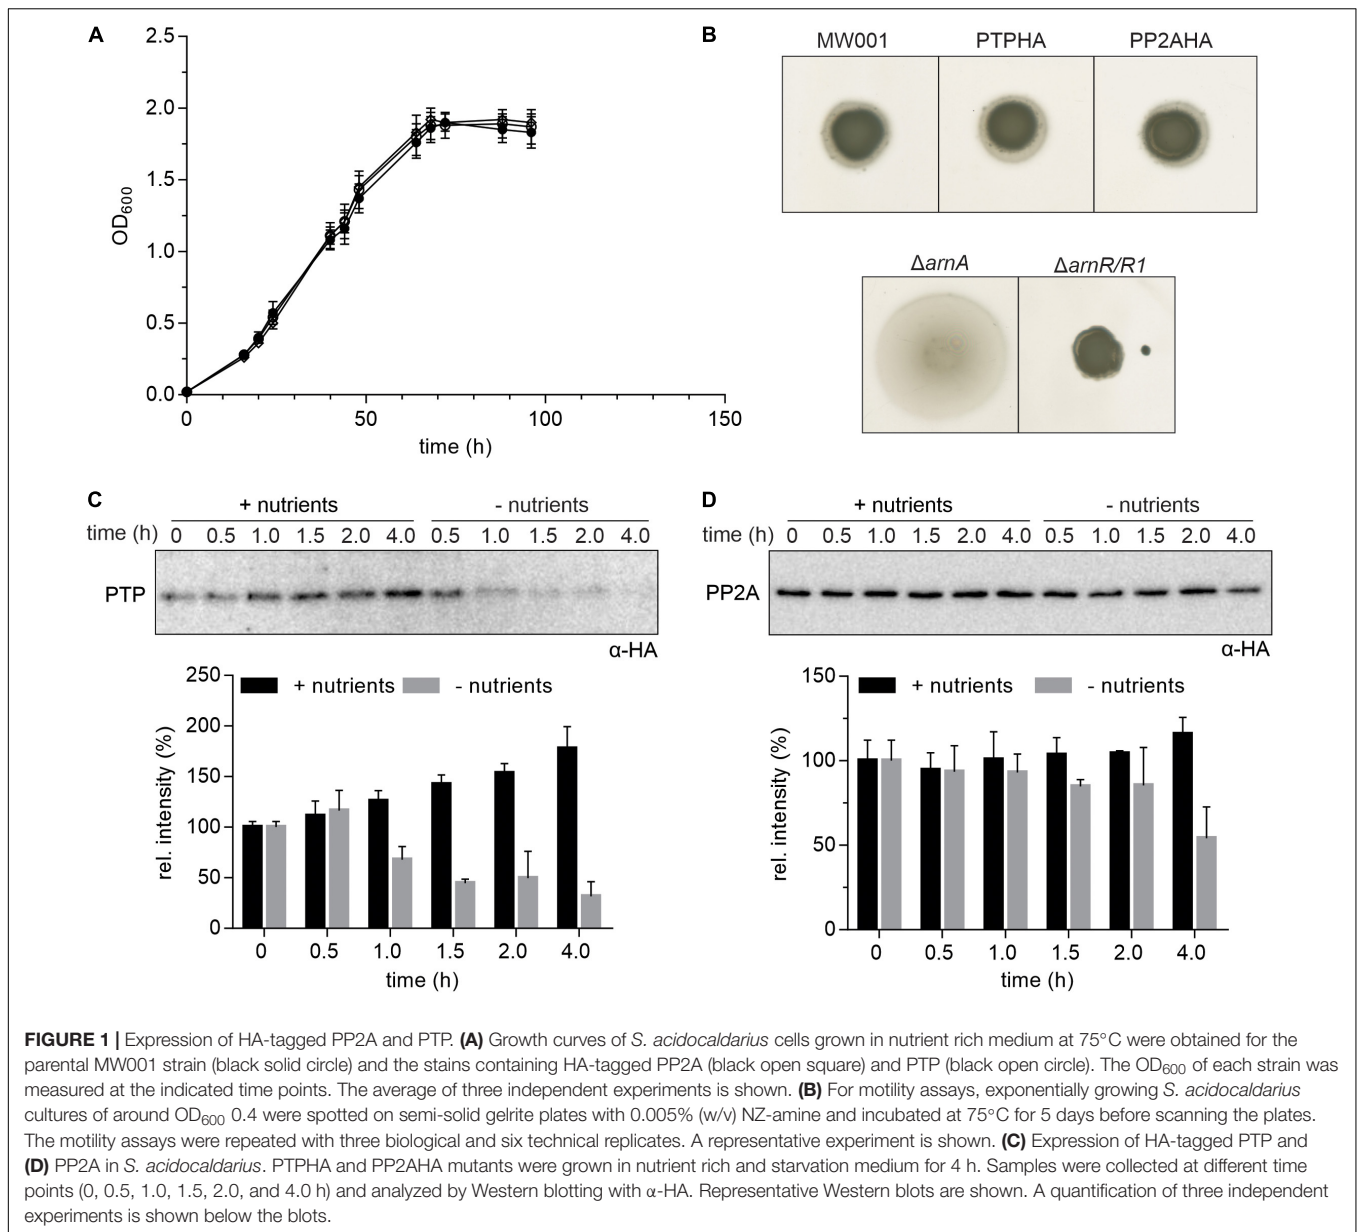 A
2.5
2.0
1.5
1.0
0.5
0.0
OD600
0 50 100 150
time (h)
B
MW001 PTPHA PP2AHA
ΔarnA ΔarnR/R1
C
+ nutrients - nutrients
time (h) 0 0.5 1.0 1.5 2.0 4.0 0.5 1.0 1.5 2.0 4.0
PTP
α-HA
250
200
150
100
50
0
rel. intensity (%)
+ nutrients - nutrients
0 0.5 1.0 1.5 2.0 4.0
time (h)
D
+ nutrients - nutrients
time (h) 0 0.5 1.0 1.5 2.0 4.0 0.5 1.0 1.5 2.0 4.0
PP2A
α-HA
150
100
50
0
rel. intensity (%)
+ nutrients - nutrients
0 0.5 1.0 1.5 2.0 4.0
time (h)
FIGURE 1 | Expression of HA-tagged PP2A and PTP. (A) Growth curves of S. acidocaldarius cells grown in nutrient rich medium at 75°C were obtained for the
parental MW001 strain (black solid circle) and the stains containing HA-tagged PP2A (black open square) and PTP (black open circle). The OD600 of each strain was
measured at the indicated time points. The average of three independent experiments is shown. (B) For motility assays, exponentially growing S. acidocaldarius
cultures of around OD600 0.4 were spotted on semi-solid gelrite plates with 0.005% (w/v) NZ-amine and incubated at 75°C for 5 days before scanning the plates.
The motility assays were repeated with three biological and six technical replicates. A representative experiment is shown. (C) Expression of HA-tagged PTP and
(D) PP2A in S. acidocaldarius. PTPHA and PP2AHA mutants were grown in nutrient rich and starvation medium for 4 h. Samples were collected at different time
points (0, 0.5, 1.0, 1.5, 2.0, and 4.0 h) and analyzed by Western blotting with α-HA. Representative Western blots are shown. A quantification of three independent
experiments is shown below the blots.